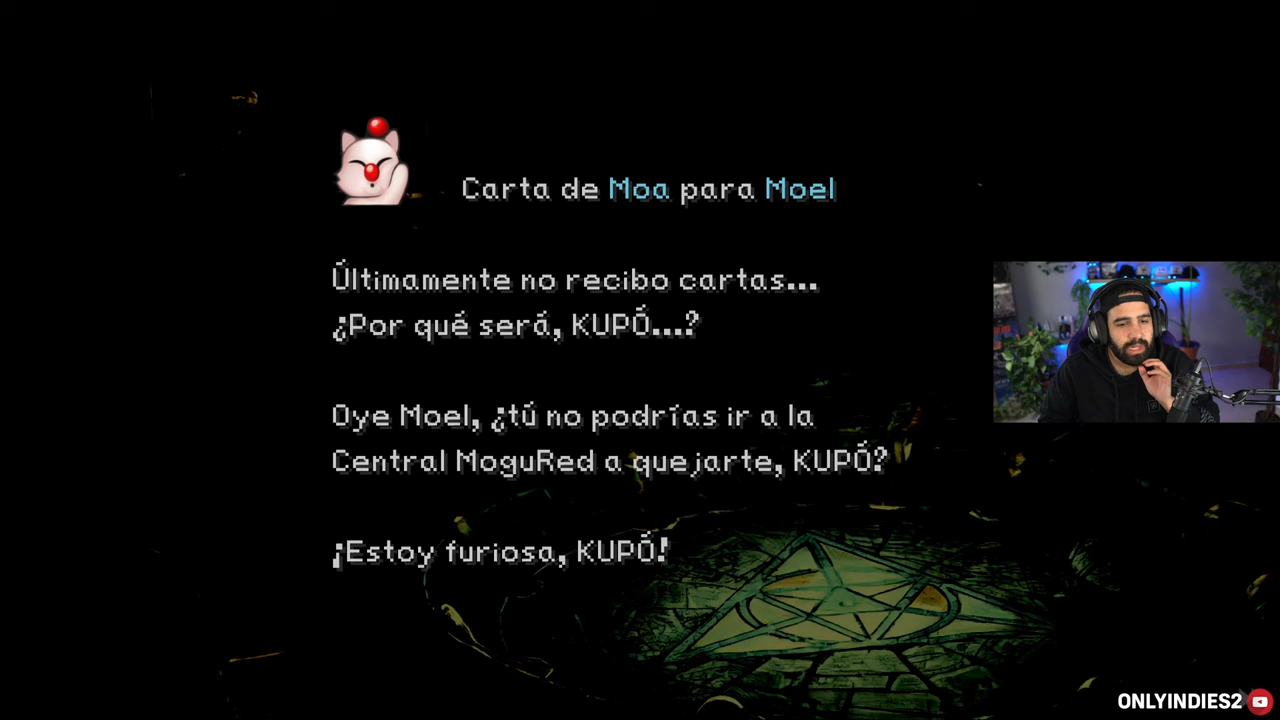 Carta de Moa para Moel
Últimamente no recibo cartas...
¿Por qué será, KUPÓ...?
Oye Moel, ¿tú no podrías ir a la
Central MoguRed a quejarte, KUPÓ?
¡Estoy furiosa, KUPÓ!
ONLYINDIES2